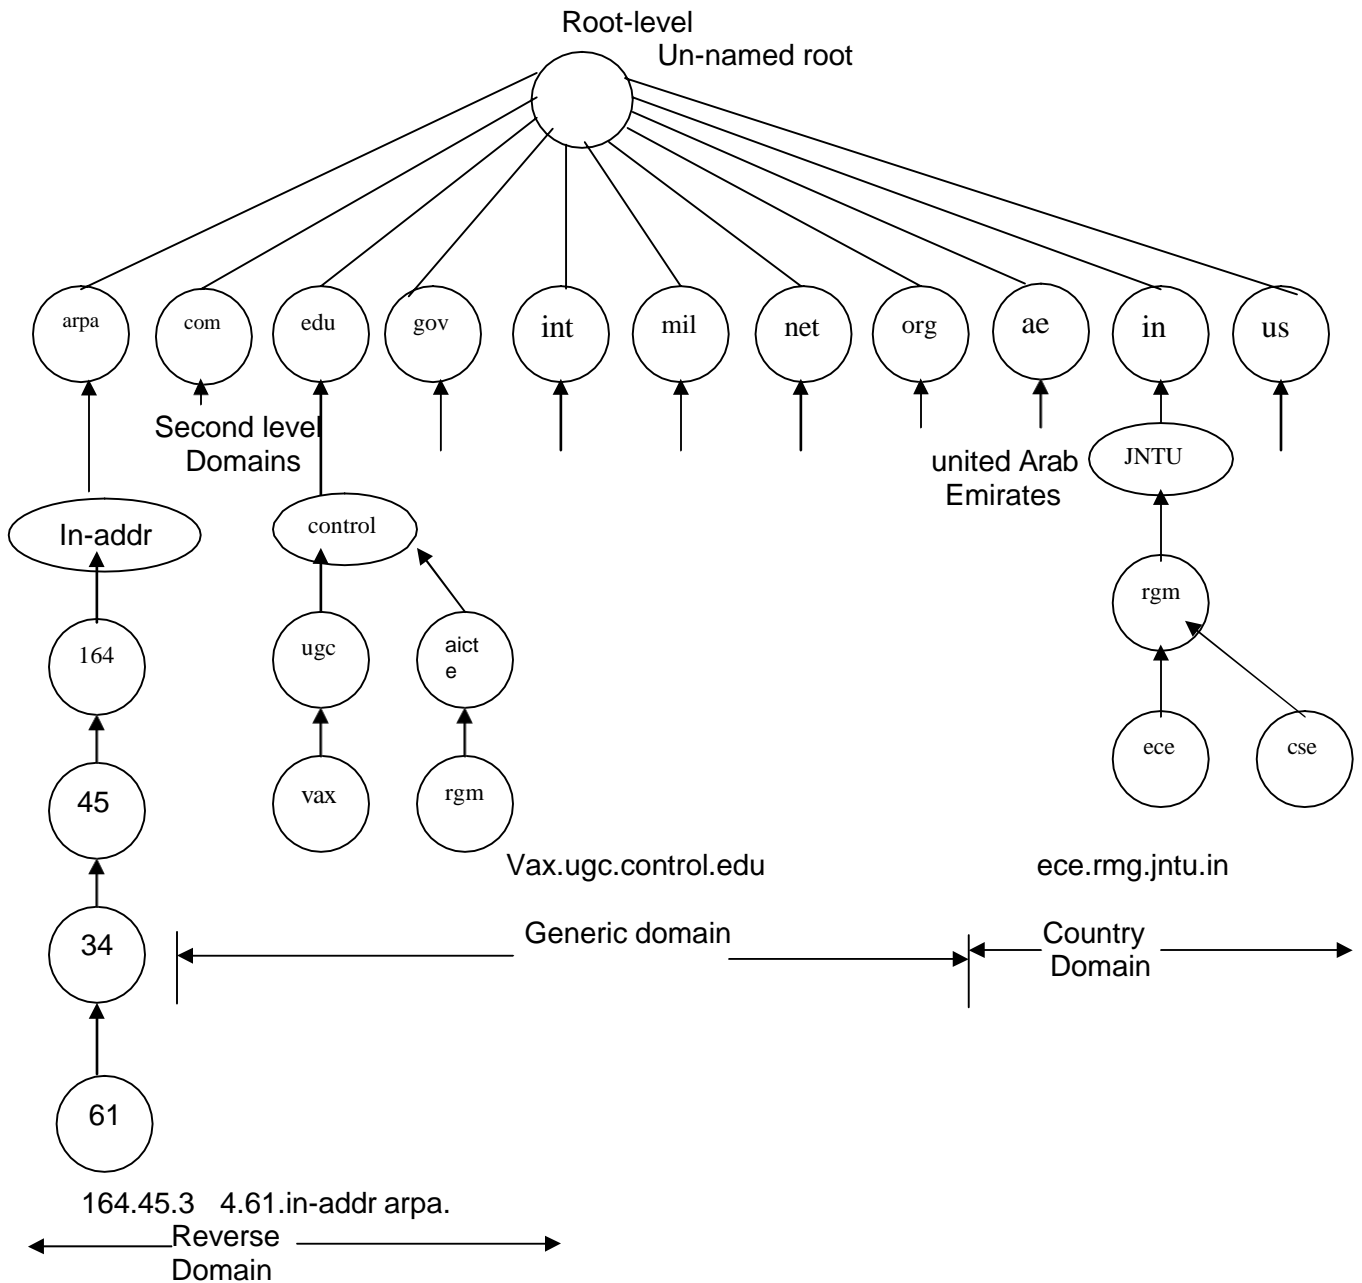 Root-level
Un-named root
arpa
com
edu
gov
int
mil
net
org
ae
in
us
Second level
Domains
united Arab
Emirates
JNTU
In-addr
control
rgm
164
ugc
aict
e
ece
cse
45
vax
rgm
Vax.ugc.control.edu
ece.rmg.jntu.in
34
Generic domain
Country
Domain
61
164.45.3 4.61.in-addr arpa.
Reverse
Domain